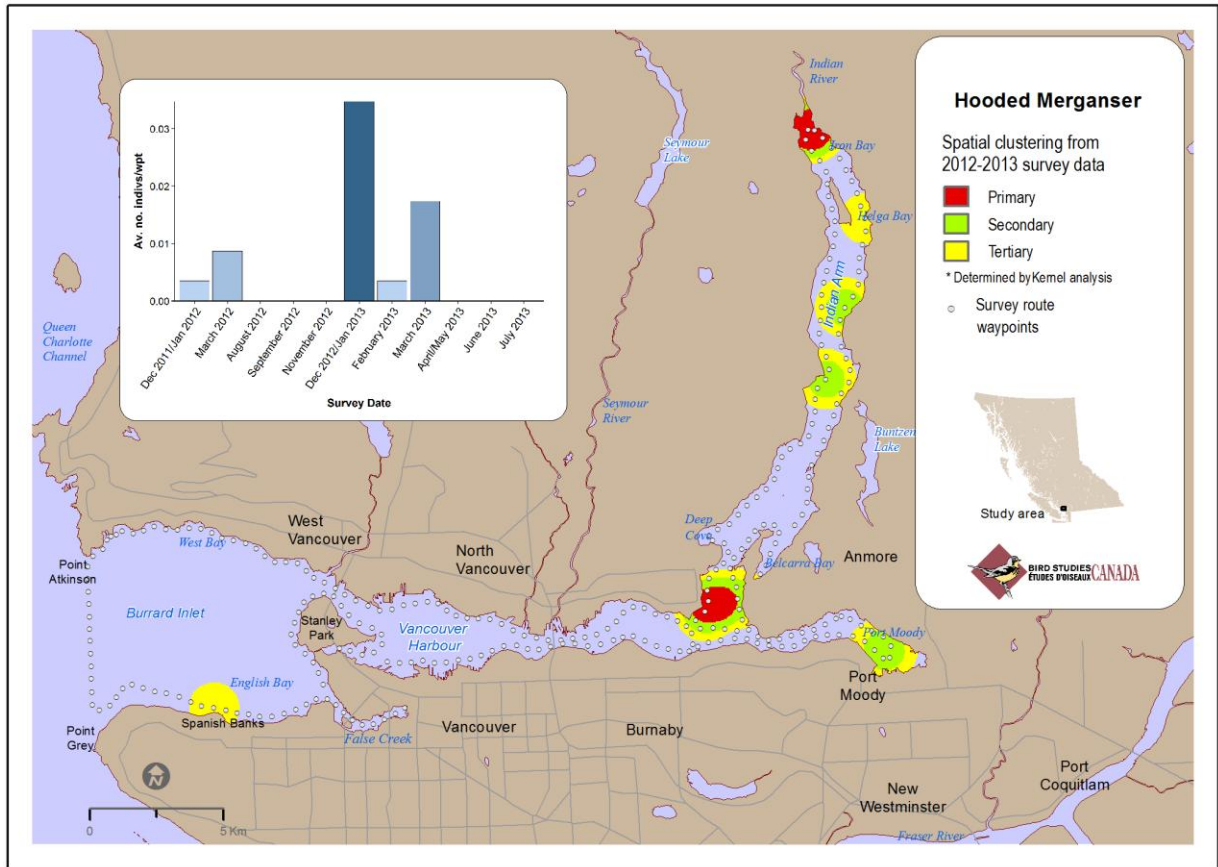 Indian
River
Hooded Merganser
Spatial clustering from
2012-2013 survey data
Primary
Secondary
Tertiary
* Determined by Kernel analysis
Survey route
waypoints
Study area
BIRD STUDIES
ÉTUDES D'OISEAUX
CANADA
Av. no. indivs/wpt
0.03
0.02
0.01
0.00
Dec 2011/Jan 2012
March 2012
August 2012
September 2012
November 2012
Dec 2012/Jan 2013
February 2013
March 2013
April/May 2013
June 2013
July 2013
Survey Date
Seymour
Lake
Iron Bay
Helga Bay
Indian Arm
Queen
Charlotte
Channel
Seymour
River
Buntzen
Lake
Deep
Cove
Belcarra Bay
Anmore
West
Vancouver
West Bay
North
Vancouver
Point
Atkinson
Burrard Inlet
Stanley
Park
Vancouver
Harbour
Port Moody
Port
Moody
English Bay
Spanish Banks
Point
Grey
False Creek
Vancouver
Burnaby
New
Westminster
Port
Coquitlam
Fraser River
N
0
5 Km